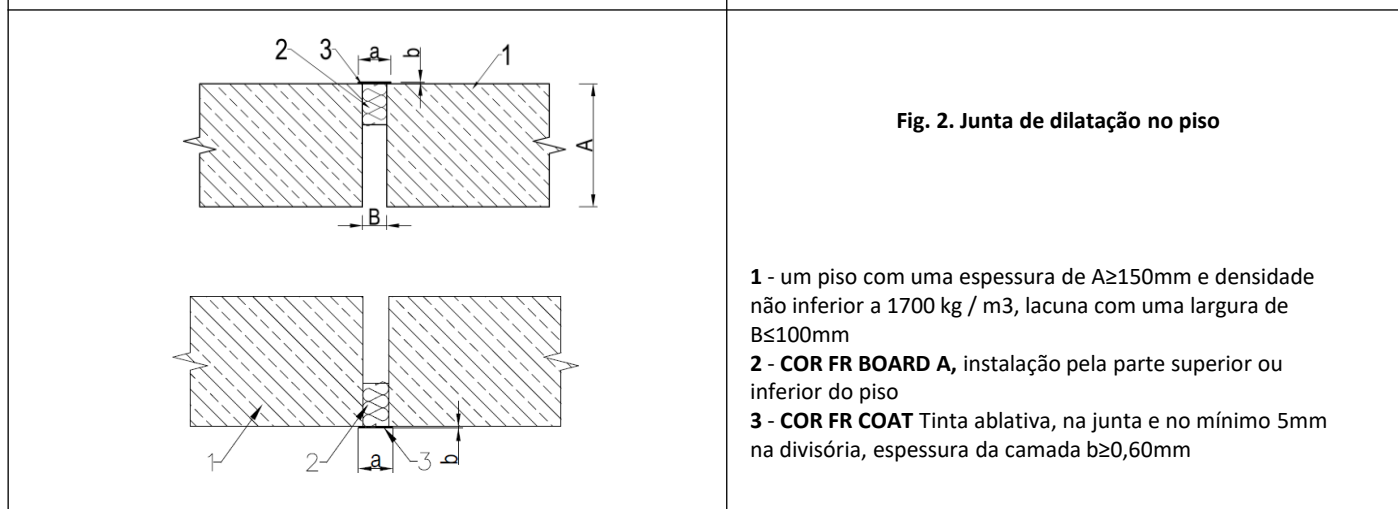 2 3 a b 1
A
B
1 2 a 3 b
Fig. 2. Junta de dilatação no piso
1 - um piso com uma espessura de A≥150mm e densidade
não inferior a 1700 kg / m3, lacuna com uma largura de
B≤100mm
2 - COR FR BOARD A, instalação pela parte superior ou
inferior do piso
3 - COR FR COAT Tinta ablativa, na junta e no mínimo 5mm
na divisória, espessura da camada b≥0,60mm